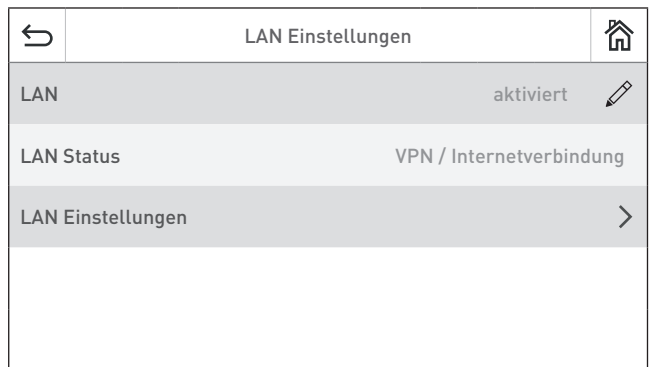 LAN Einstellungen
LAN aktiviert
LAN Status VPN / Internetverbindung
LAN Einstellungen